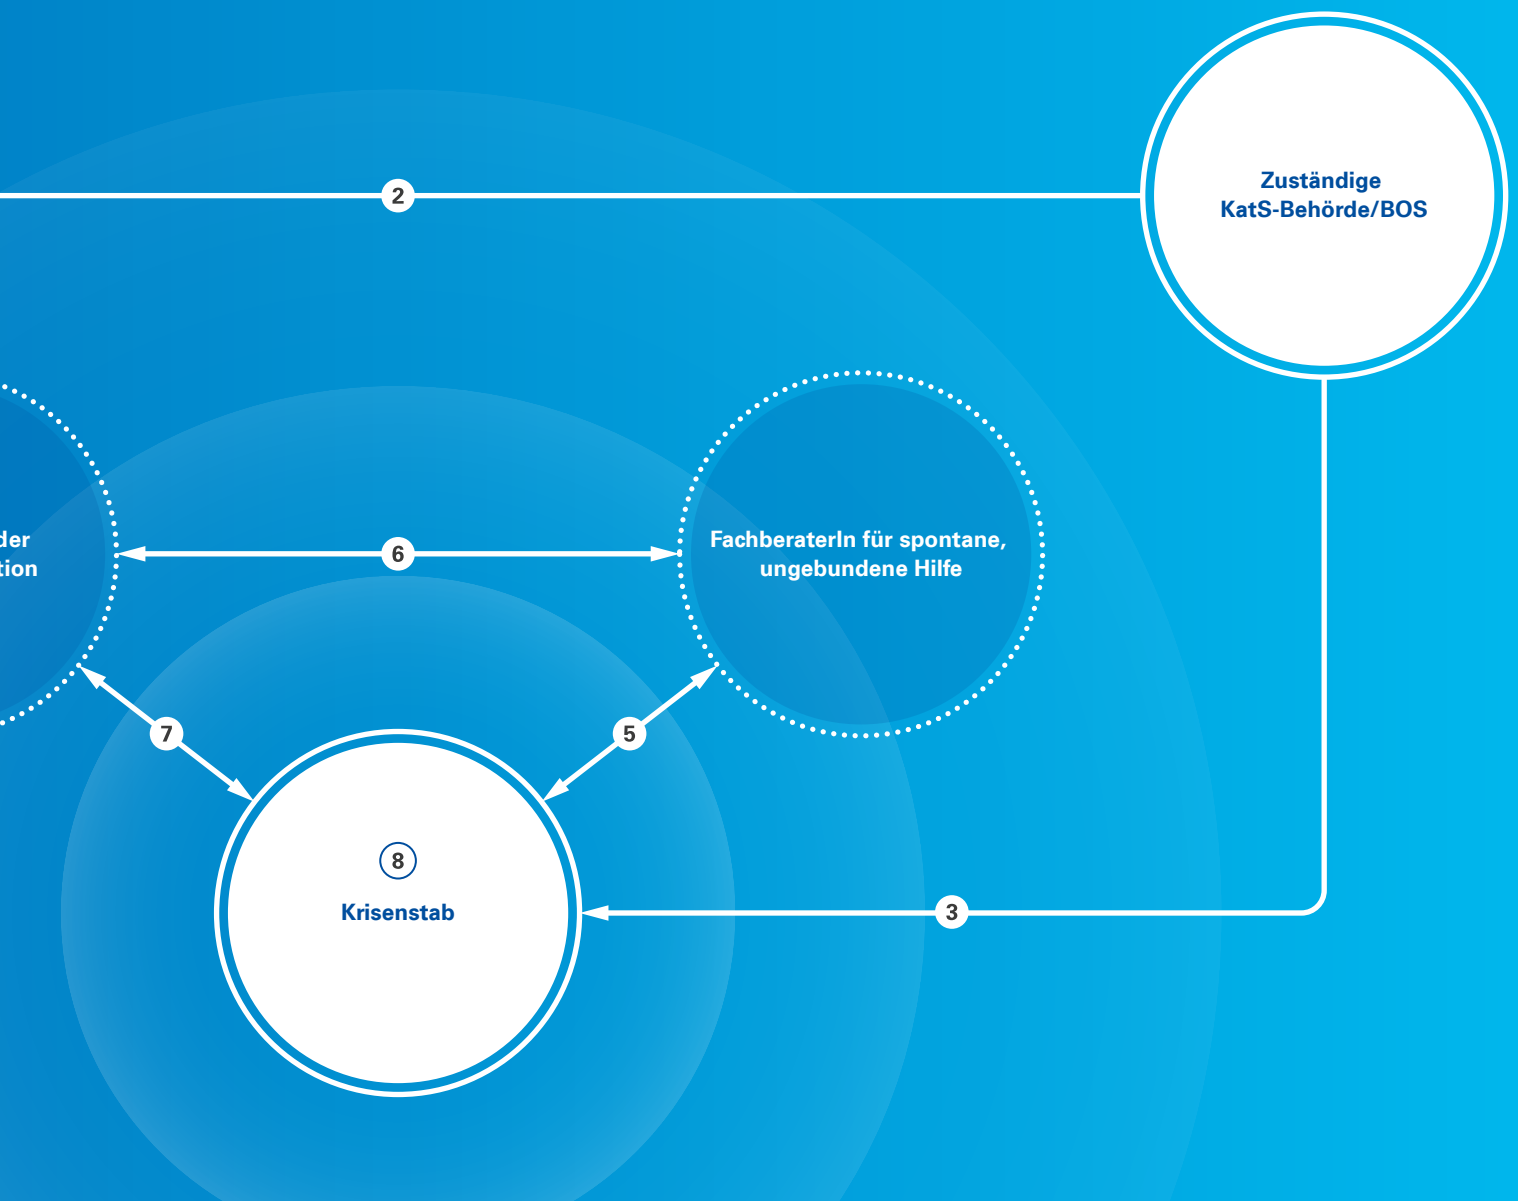 Zuständige
KatS-Behörde/BOS
2
der
tion
6
FachberaterIn für spontane,
ungebundene Hilfe
7
5
8
Krisenstab
3